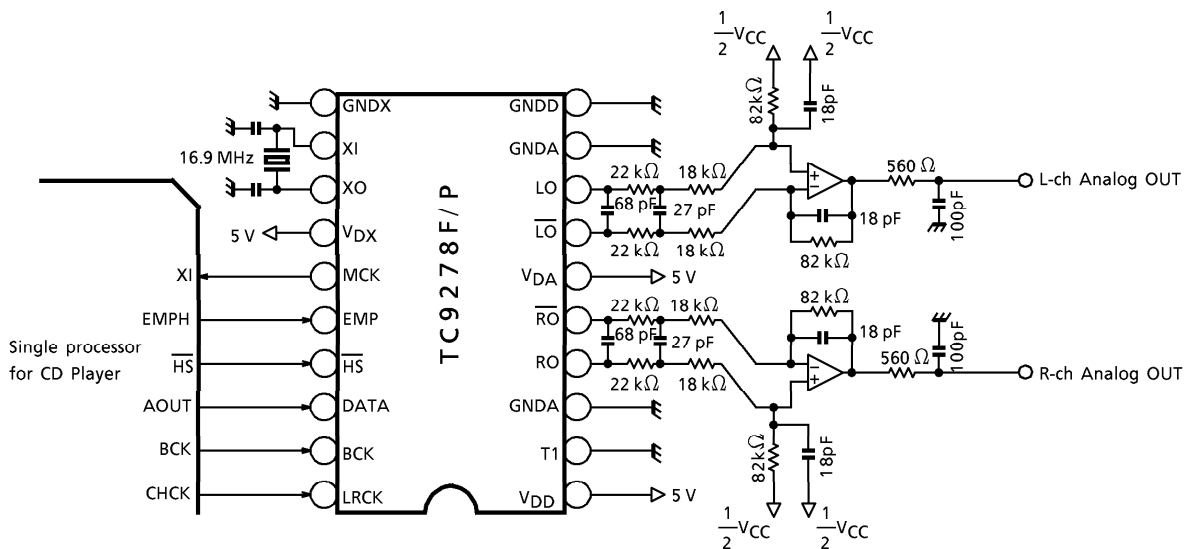 1/2 VCC
1/2 VCC
82kΩ
18pF
GNDX
GNDD
XI
GNDA
16.9 MHz
22 kΩ
18 kΩ
560 Ω
XO
LO
68 pF
27 pF
18 pF
100pF
L-ch Analog OUT
5 V
VDX
LO
22 kΩ
18 kΩ
82 kΩ
TC9278F/P
XI
MCK
VDA
5 V
22 kΩ
18 kΩ
82 kΩ
EMPH
EMP
RO
68 pF
27 pF
18 pF
100pF
Single processor
for CD Player
HS
HS
RO
560 Ω
R-ch Analog OUT
22 kΩ
18 kΩ
AOUT
DATA
GNDA
BCK
BCK
T1
82kΩ
18pF
CHCK
LRCK
VDD
5 V
1/2 VCC
1/2 VCC